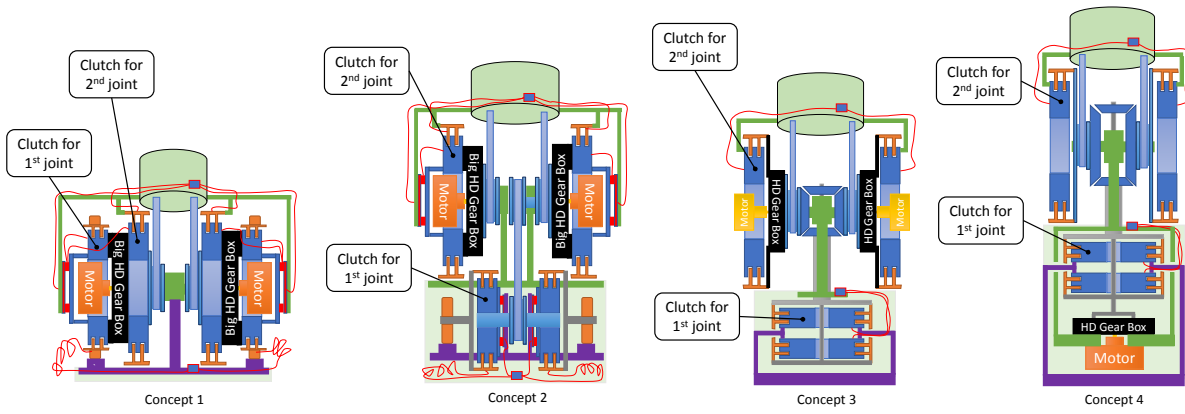 Clutch for
2nd joint
Clutch for
1st joint
Motor
Big HD Gear Box
Big HD Gear Box
Motor
Concept 1
Clutch for
2nd joint
Motor
Big HD Gear Box
Big HD Gear Box
Motor
Clutch for
1st joint
Concept 2
Clutch for
2nd joint
Motor
HD Gear Box
HD Gear Box
Motor
Clutch for
1st joint
Concept 3
Clutch for
2nd joint
Clutch for
1st joint
HD Gear Box
Motor
Concept 4